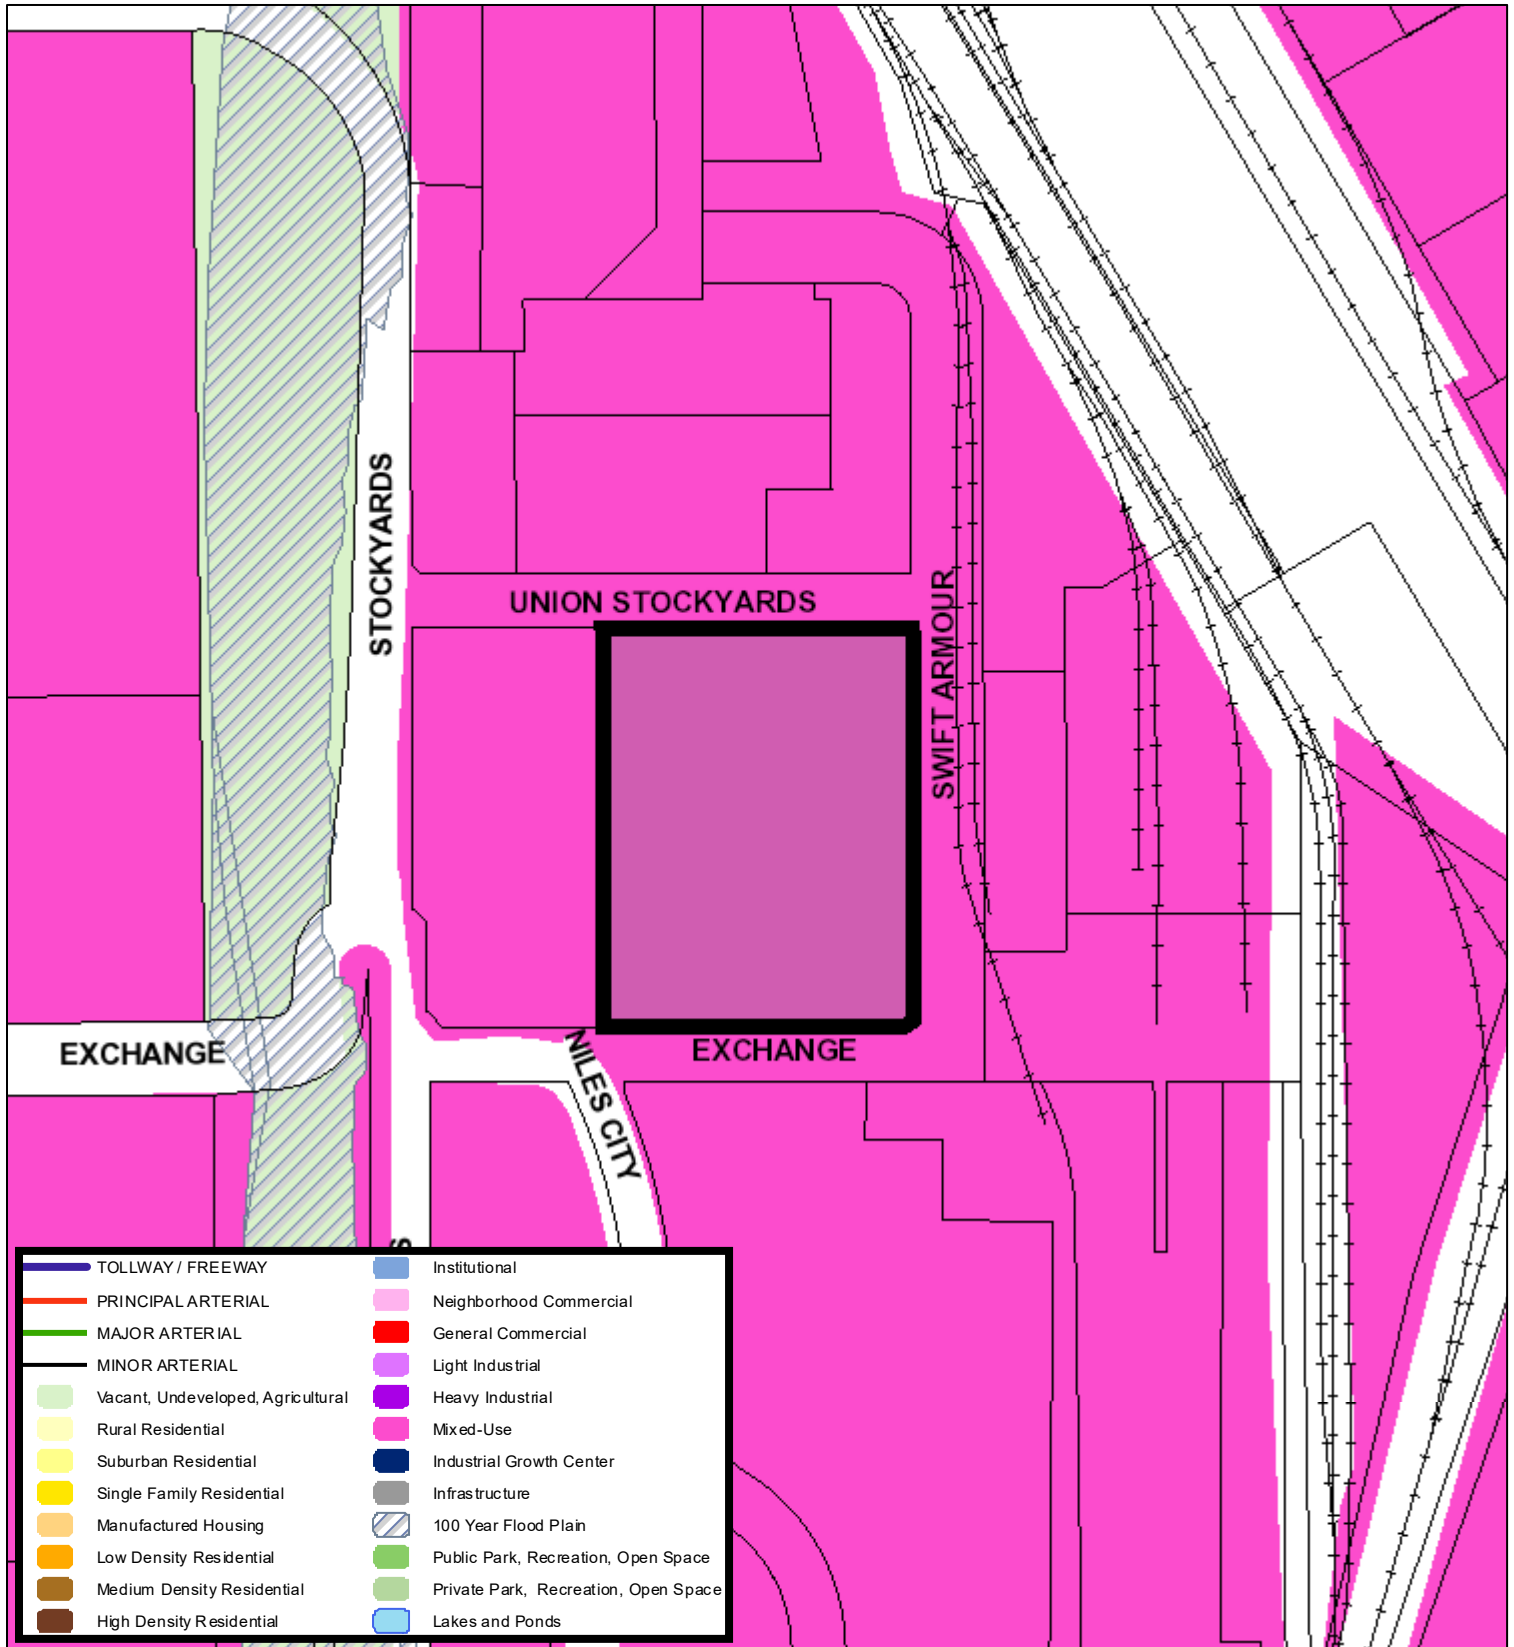 STOCKYARDS
UNION STOCKYARDS
SWIFT ARMOUR
EXCHANGE
EXCHANGE
NILES CITY
S
TOLLWAY / FREEWAY
PRINCIPAL ARTERIAL
MAJOR ARTERIAL
MINOR ARTERIAL
Vacant, Undeveloped, Agricultural
Rural Residential
Suburban Residential
Single Family Residential
Manufactured Housing
Low Density Residential
Medium Density Residential
High Density Residential
Institutional
Neighborhood Commercial
General Commercial
Light Industrial
Heavy Industrial
Mixed-Use
Industrial Growth Center
Infrastructure
100 Year Flood Plain
Public Park, Recreation, Open Space
Private Park, Recreation, Open Space
Lakes and Ponds